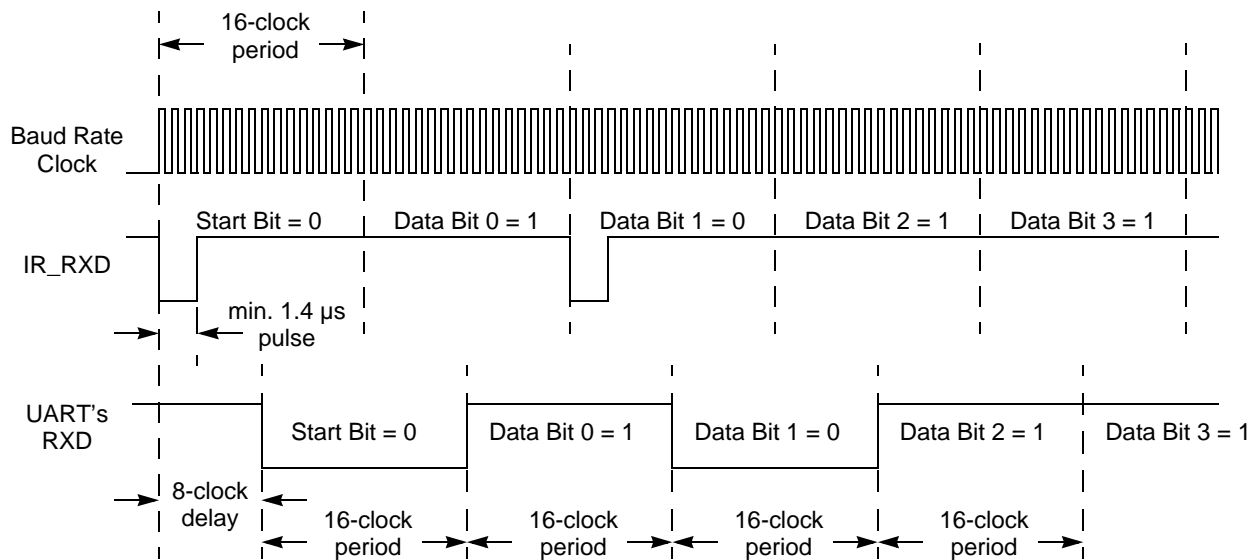 16-clock
period
Baud Rate
Clock
Start Bit = 0
Data Bit 0 = 1
Data Bit 1 = 0
Data Bit 2 = 1
Data Bit 3 = 1
IR_RXD
min. 1.4 µs
pulse
UART's
RXD
Start Bit = 0
Data Bit 0 = 1
Data Bit 1 = 0
Data Bit 2 = 1
Data Bit 3 = 1
8-clock
delay
16-clock
period
16-clock
period
16-clock
period
16-clock
period